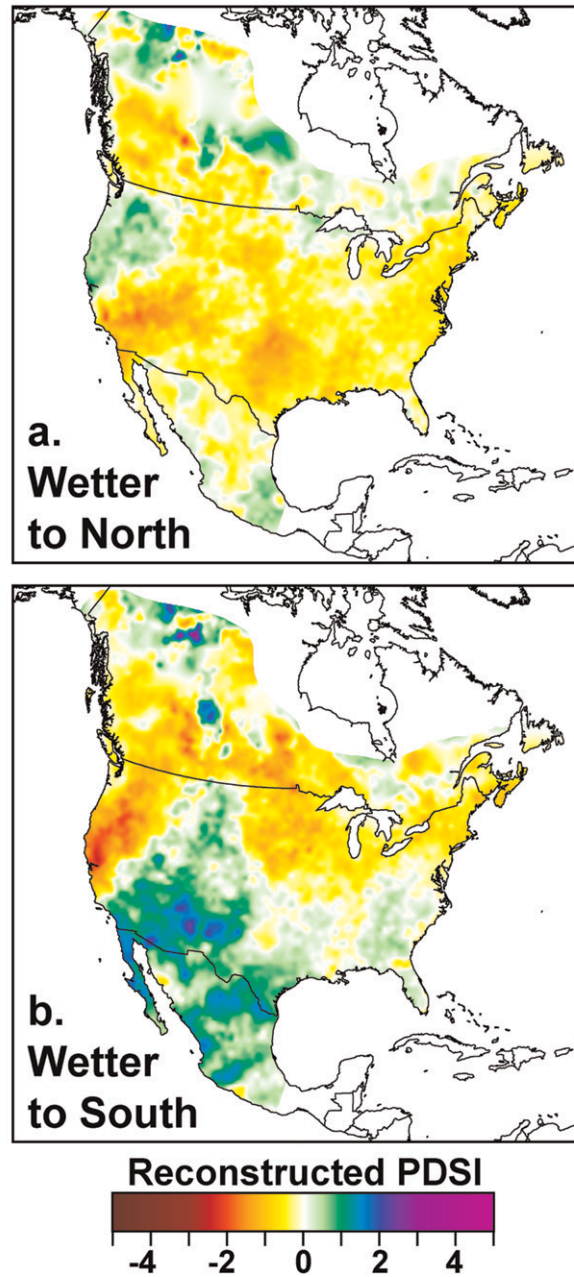 a.
Wetter
to North
b.
Wetter
to South
Reconstructed PDSI
-4 -2 0 2 4